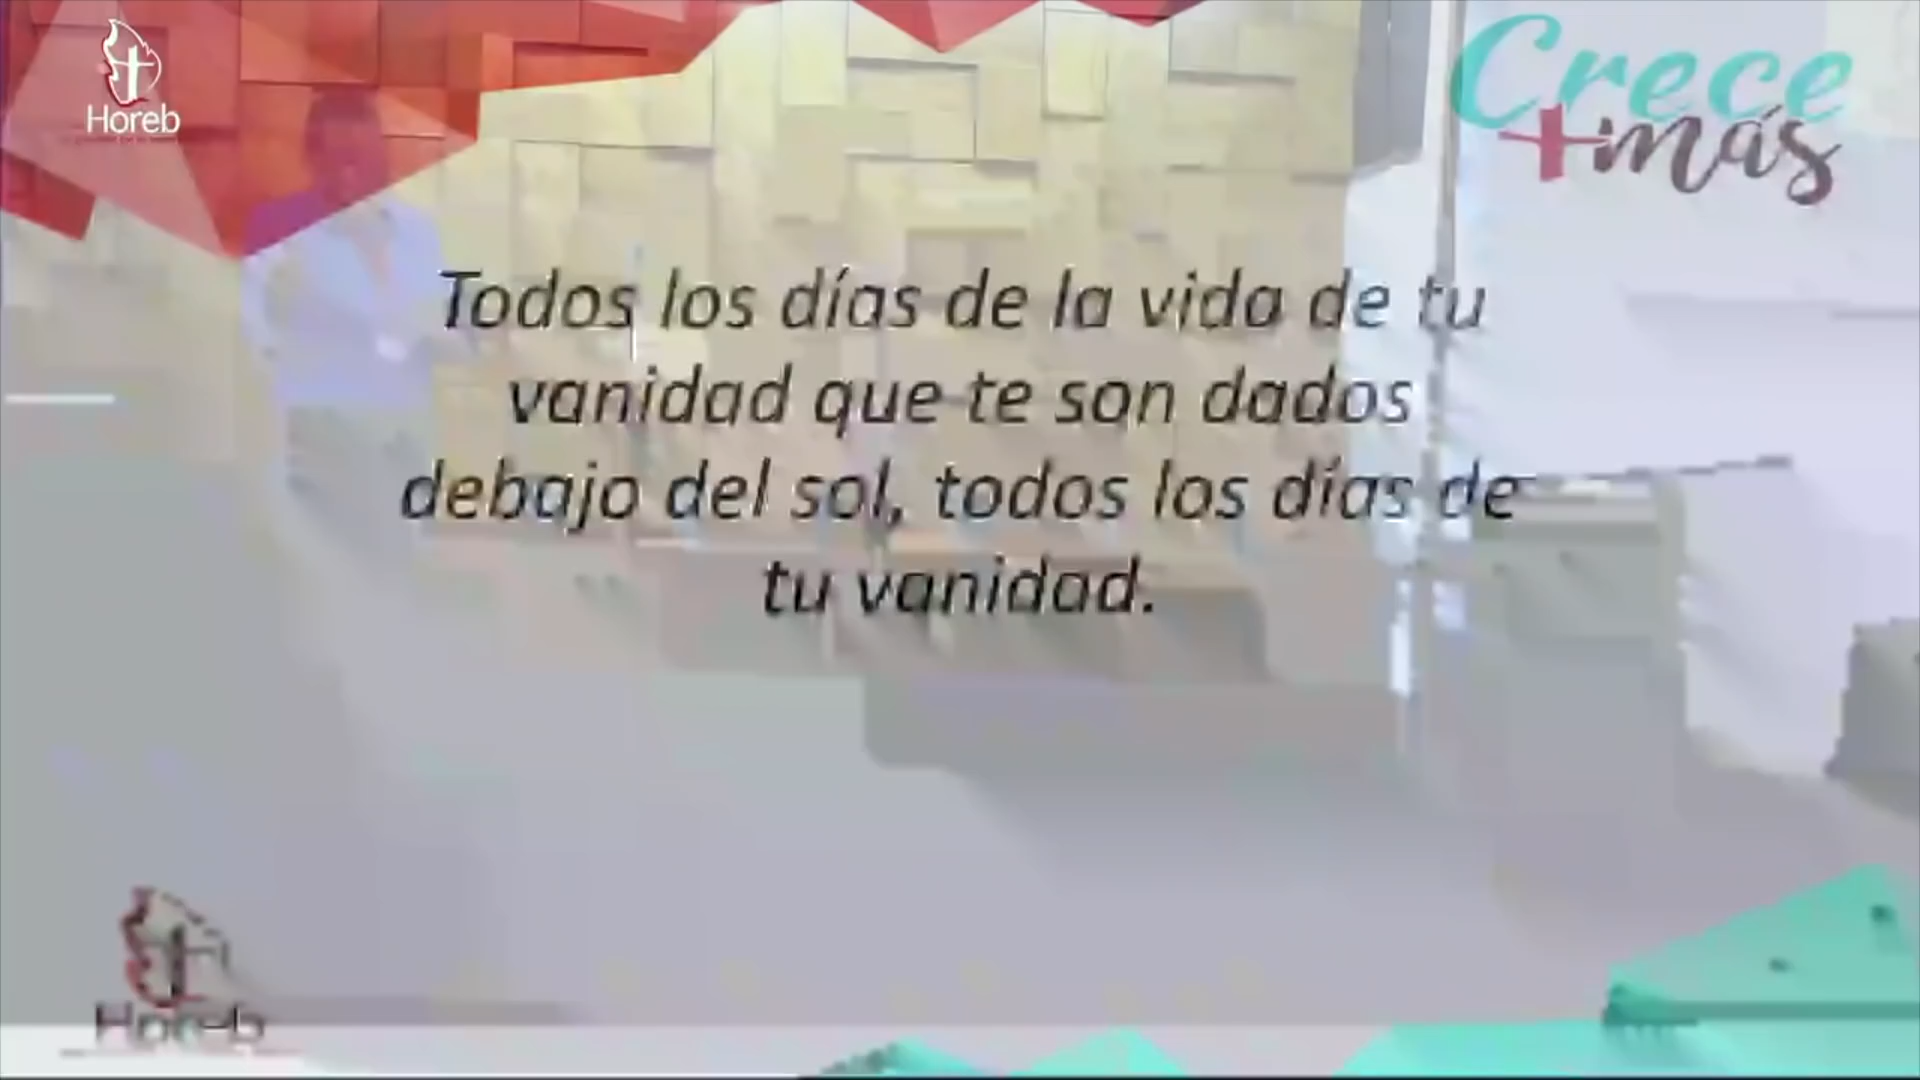 Horeb
Crece
+más
Todos los días de la vida de tu
vanidad que te son dados
debajo del sol, todos los días de
tu vanidad.
Horeb